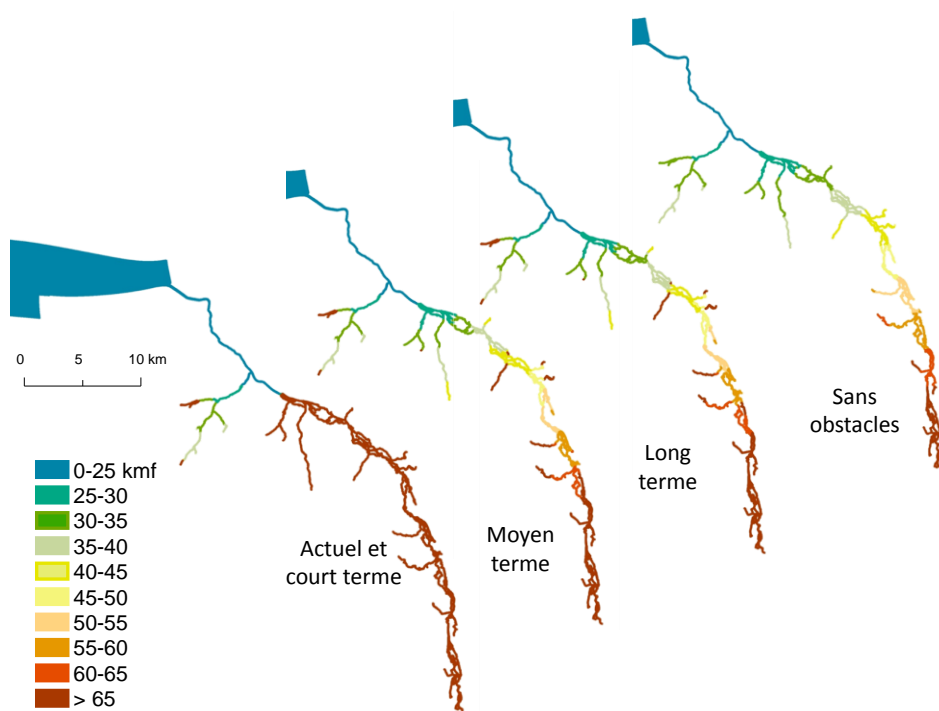 0 5 10 km
0-25 kmf
25-30
30-35
35-40
40-45
45-50
50-55
55-60
60-65
> 65
Actuel et
court terme
Moyen
terme
Long
terme
Sans
obstacles